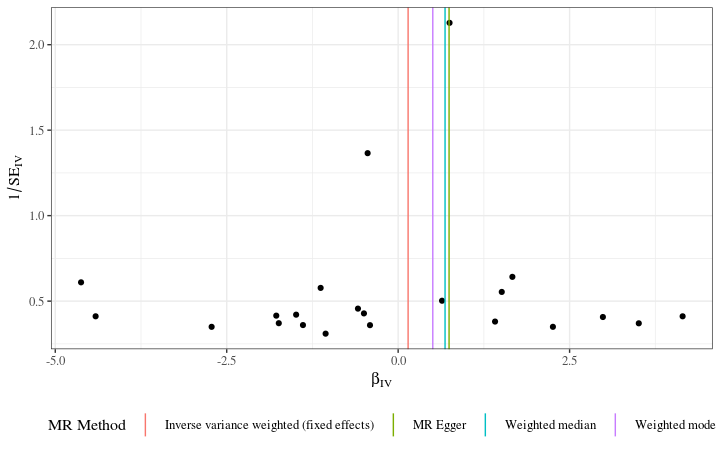 2.0
1.5
1.0
0.5
1/SE_IV
-5.0 -2.5 0.0 2.5
β_IV
MR Method Inverse variance weighted (fixed effects) MR Egger Weighted median Weighted mode